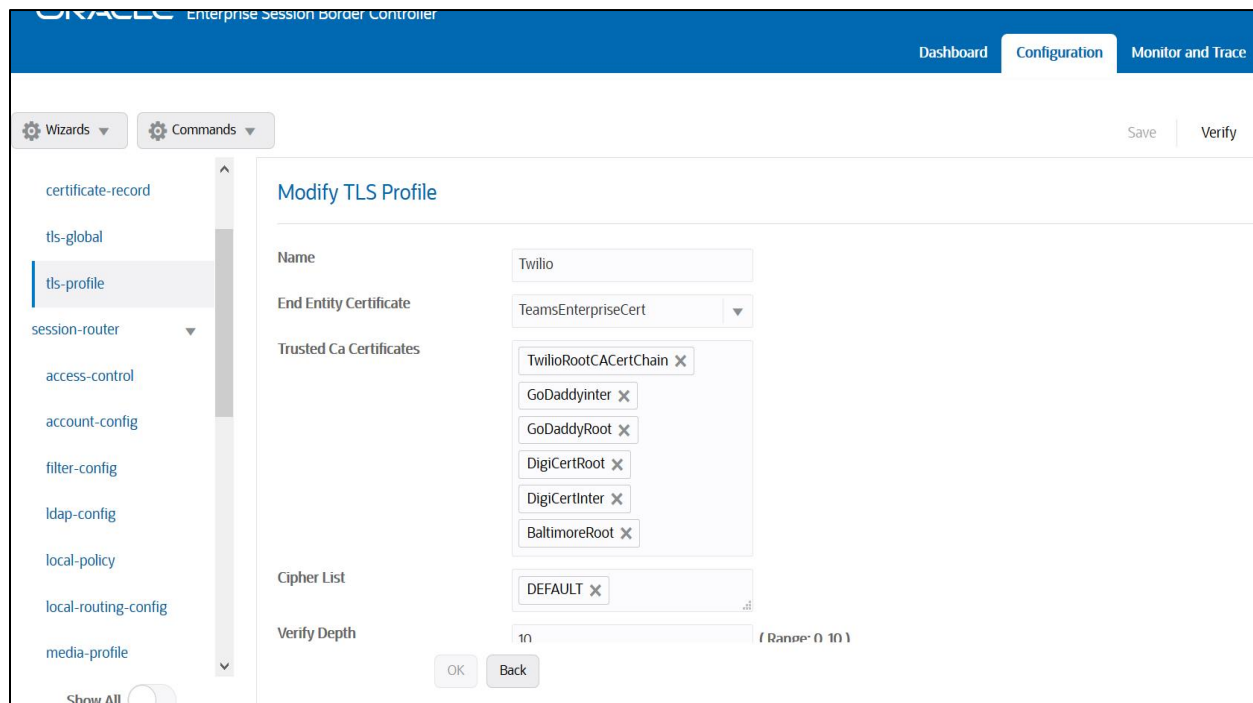 ORACLE Enterprise Session Border Controller
Dashboard Configuration Monitor and Trace
Wizards Commands Save Verify
certificate-record
tls-global
tls-profile
session-router
access-control
account-config
filter-config
ldap-config
local-policy
local-routing-config
media-profile
Show All
Modify TLS Profile
Name Twilio
End Entity Certificate TeamsEnterpriseCert
Trusted Ca Certificates TwilioRootCACertChain
GoDaddyinter
GoDaddyRoot
DigiCertRoot
DigiCertInter
BaltimoreRoot
Cipher List DEFAULT
Verify Depth 10 ( Range: 0..10 )
OK Back